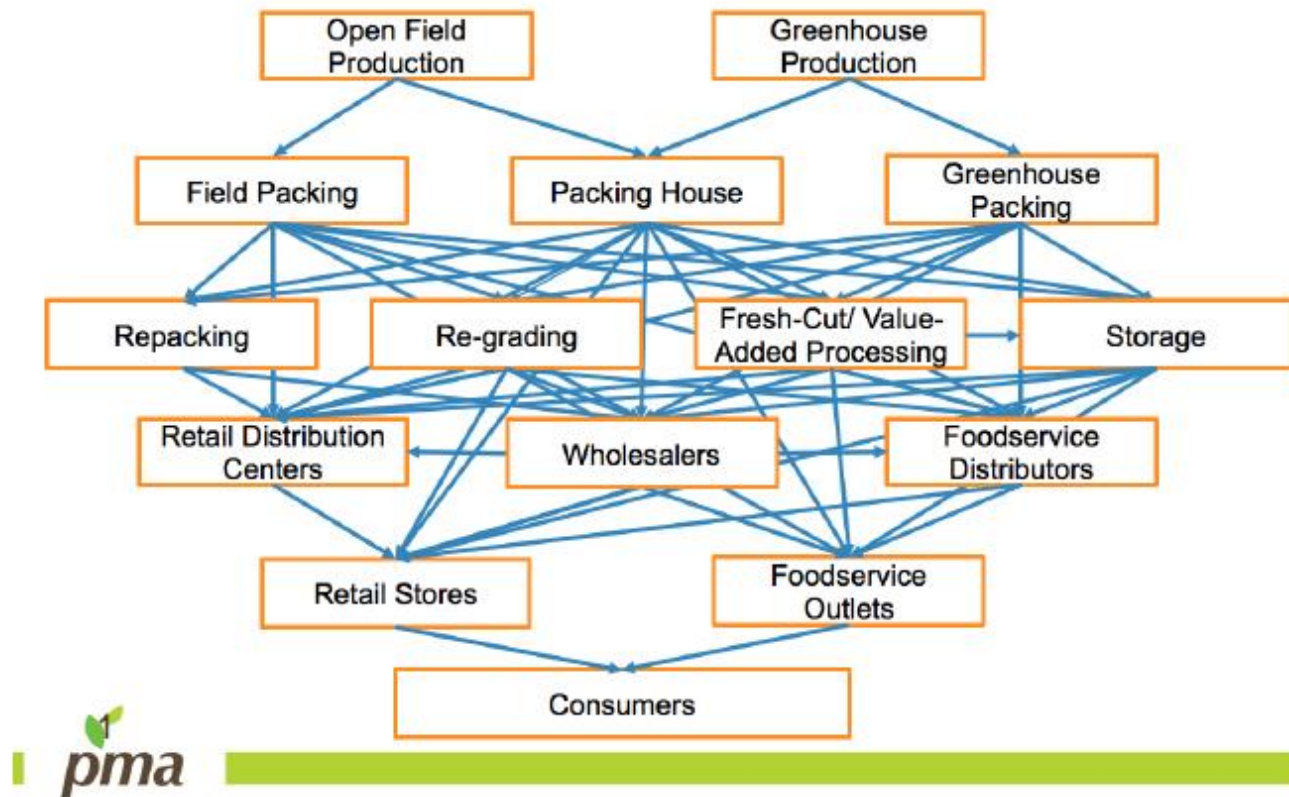 Open Field
Production
Greenhouse
Production
Field Packing
Packing House
Greenhouse
Packing
Repacking
Re-grading
Fresh-Cut/ Value-
Added Processing
Storage
Retail Distribution
Centers
Wholesalers
Foodservice
Distributors
Retail Stores
Foodservice
Outlets
Consumers
1
pma